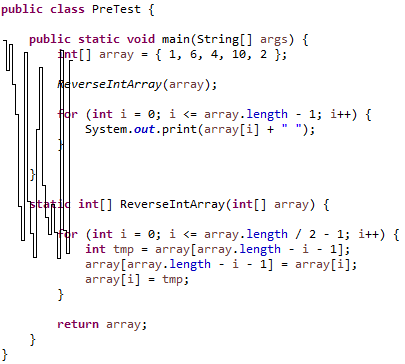 public class PreTest {
public static void main(String[] args) {
int[] array = { 1, 6, 4, 10, 2 };
ReverseIntArray(array);
for (int i = 0; i <= array.length - 1; i++) {
System.out.print(array[i] + " ");
}
}
static int[] ReverseIntArray(int[] array) {
for (int i = 0; i <= array.length / 2 - 1; i++) {
int tmp = array[array.length - i - 1];
array[array.length - i - 1] = array[i];
array[i] = tmp;
}
return array;
}
}